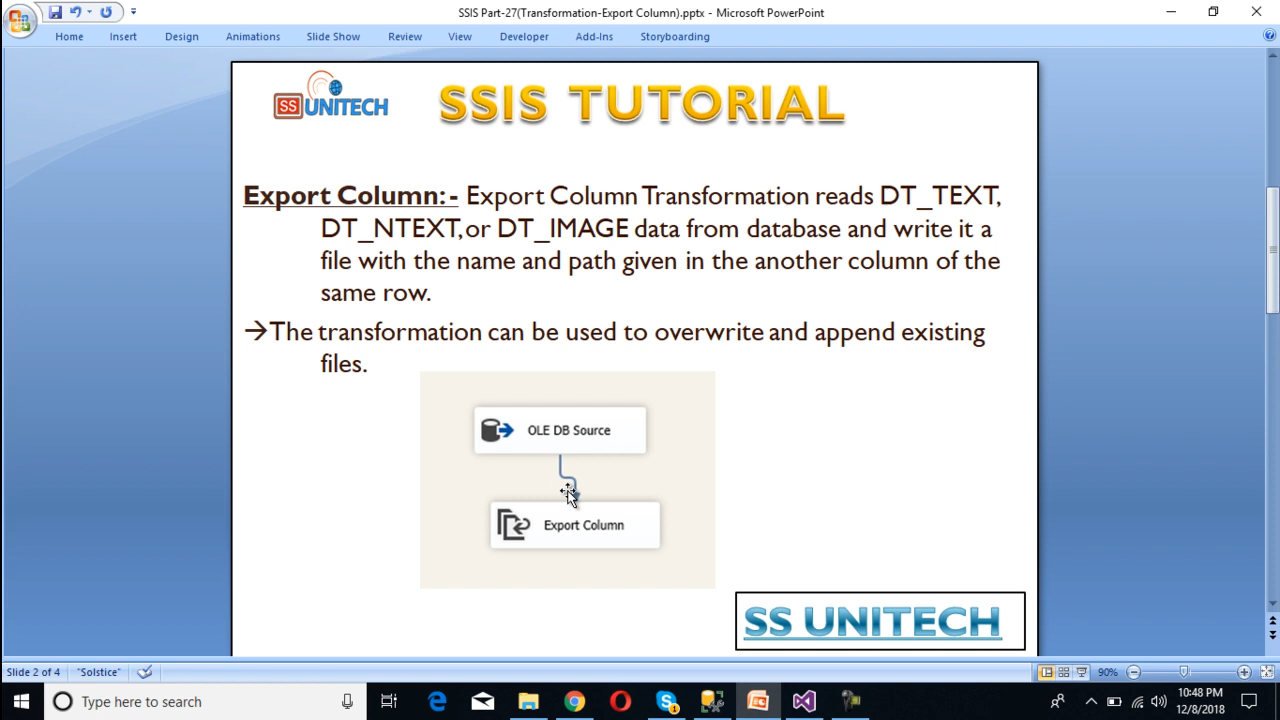 SSIS Part-27(Transformation-Export Column).pptx - Microsoft PowerPoint
Home Insert Design Animations Slide Show Review View Developer Add-Ins Storyboarding
SS UNITECH
SSIS TUTORIAL
Export Column:- Export Column Transformation reads DT_TEXT,
DT_NTEXT, or DT_IMAGE data from database and write it a
file with the name and path given in the another column of the
same row.
→The transformation can be used to overwrite and append existing
files.
OLE DB Source
Export Column
SS UNITECH
Slide 2 of 4 "Solstice" 90%
Type here to search
10:48 PM
12/8/2018